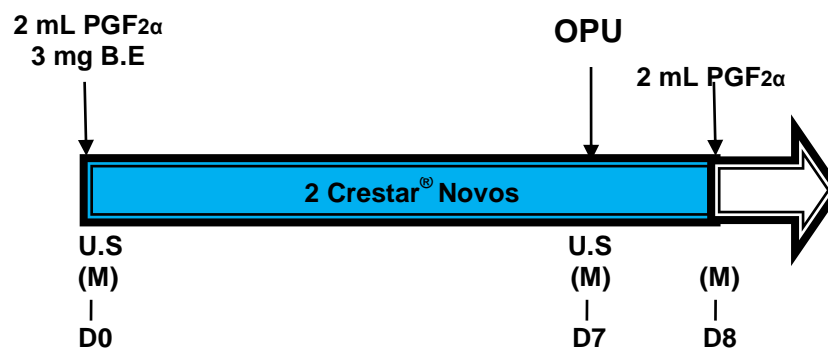 2 mL PGF2α
3 mg B.E
OPU
2 mL PGF2α
2 Crestar® Novos
U.S
(M)
D0
U.S
(M)
D7
(M)
D8